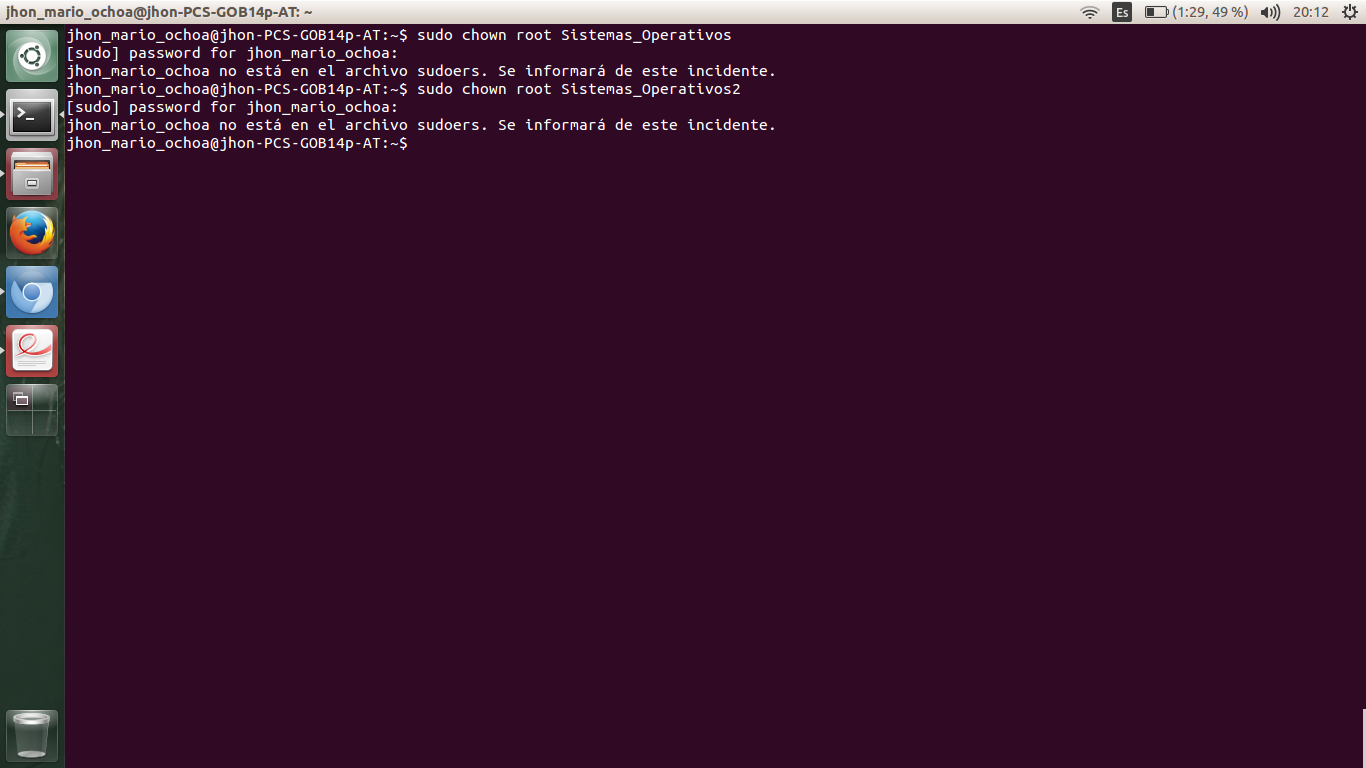 jhon_mario_ochoa@jhon-PCS-GOB14p-AT: ~
Es (1:29, 49 %) 20:12
jhon_mario_ochoa@jhon-PCS-GOB14p-AT:~$ sudo chown root Sistemas_Operativos
[sudo] password for jhon_mario_ochoa:
jhon_mario_ochoa no está en el archivo sudoers. Se informará de este incidente.
jhon_mario_ochoa@jhon-PCS-GOB14p-AT:~$ sudo chown root Sistemas_Operativos2
[sudo] password for jhon_mario_ochoa:
jhon_mario_ochoa no está en el archivo sudoers. Se informará de este incidente.
jhon_mario_ochoa@jhon-PCS-GOB14p-AT:~$